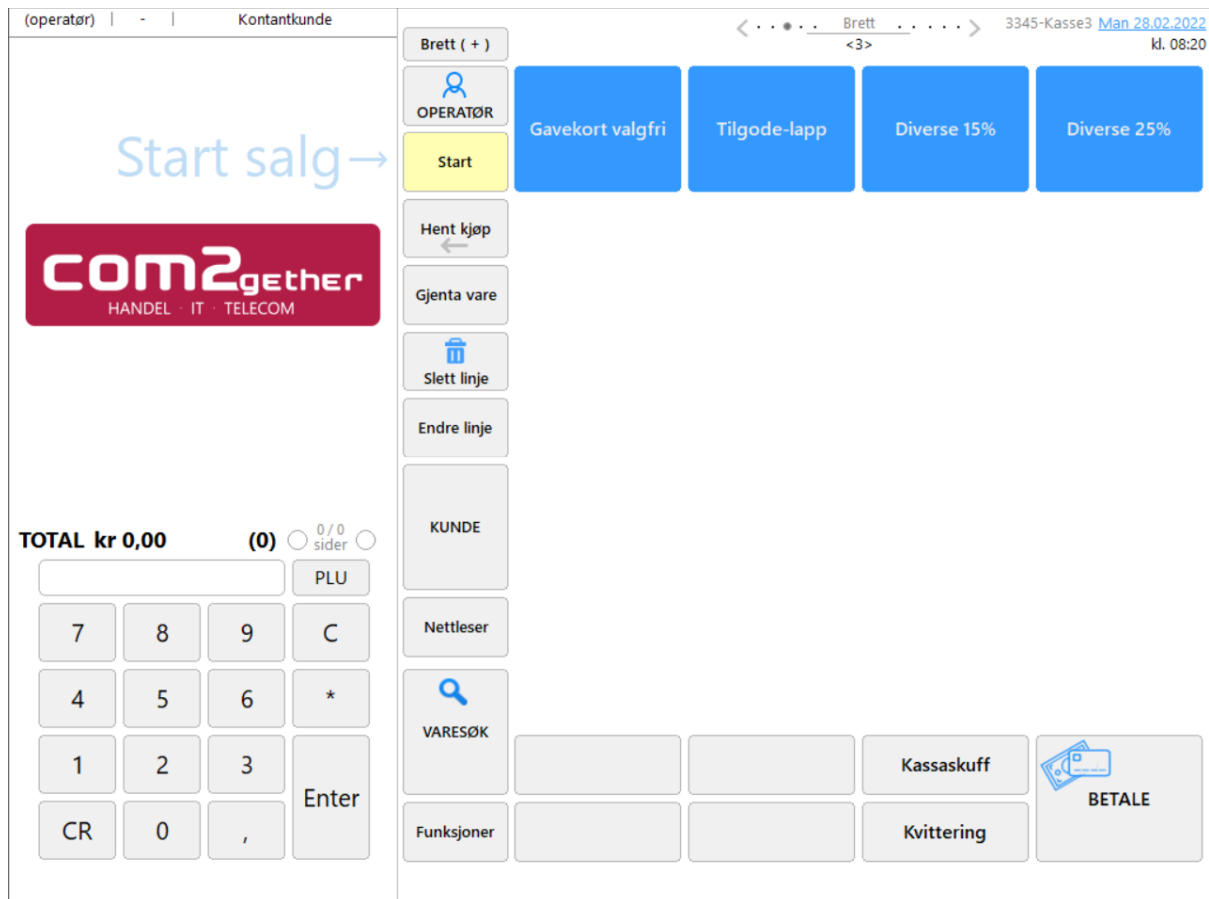 (operatør) | - | Kontantkunde
Start salg→
com2gether
HANDEL · IT · TELECOM
TOTAL kr 0,00 (0) 0 / 0 sider
PLU
7 8 9 C
4 5 6 *
1 2 3
Enter
CR 0 ,
Brett ( + )
OPERATØR
Start
Hent kjøp
Gjenta vare
Slett linje
Endre linje
KUNDE
Nettleser
VARESØK
Funksjoner
Brett
<3>
3345-Kasse3 Man 28.02.2022
kl. 08:20
Gavekort valgfri
Tilgode-lapp
Diverse 15%
Diverse 25%
Kassaskuff
BETALE
Kvittering